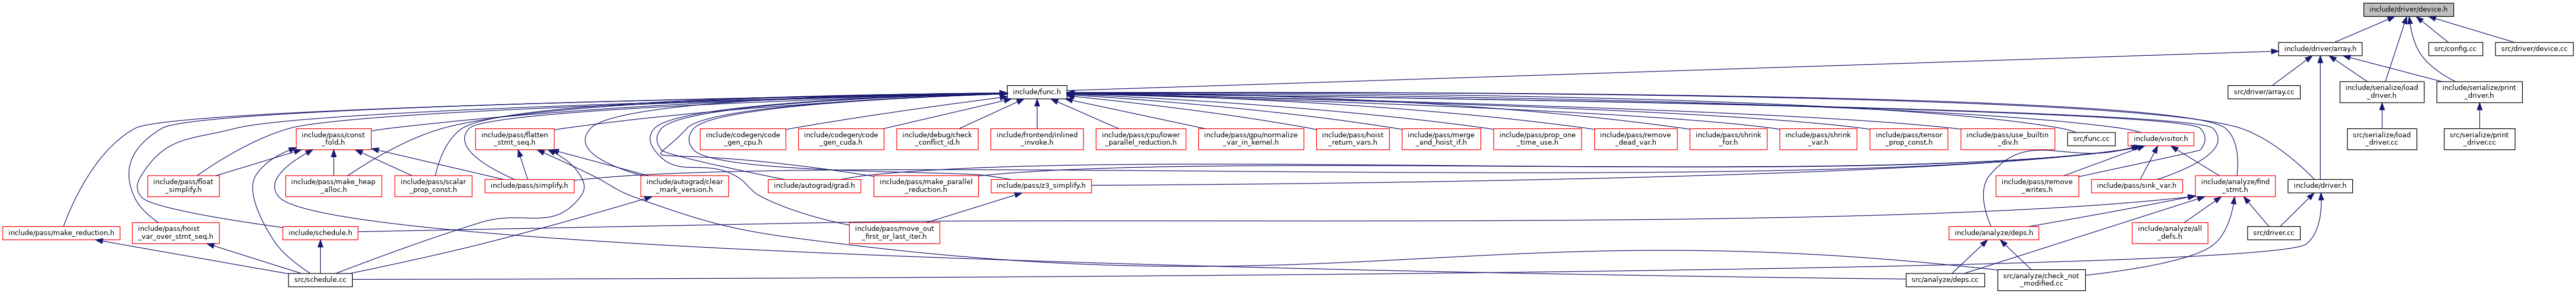 include/driver/device.h
include/driver/array.h
src/config.cc
src/driver/device.cc
include/func.h
src/driver/array.cc
include/serialize/load
_driver.h
include/serialize/print
_driver.h
include/pass/const
_fold.h
include/pass/flatten
_stmt_seq.h
include/codegen/code
_gen_cpu.h
include/codegen/code
_gen_cuda.h
include/debug/check
_conflict_id.h
include/frontend/inlined
_invoke.h
include/pass/cpu/lower
_parallel_reduction.h
include/pass/gpu/normalize
_var_in_kernel.h
include/pass/hoist
_return_vars.h
include/pass/merge
_and_hoist_if.h
include/pass/prop_one
_time_use.h
include/pass/remove
_dead_var.h
include/pass/shrink
_for.h
include/pass/shrink
_var.h
include/pass/tensor
_prop_const.h
include/pass/use_builtin
_div.h
src/func.cc
include/visitor.h
src/serialize/load
_driver.cc
src/serialize/print
_driver.cc
include/pass/float
_simplify.h
include/pass/make_heap
_alloc.h
include/pass/scalar
_prop_const.h
include/pass/simplify.h
include/autograd/clear
_mark_version.h
include/autograd/grad.h
include/pass/make_parallel
_reduction.h
include/pass/z3_simplify.h
include/pass/remove
_writes.h
include/pass/sink_var.h
include/analyze/find
_stmt.h
include/driver.h
include/pass/make_reduction.h
include/pass/hoist
_var_over_stmt_seq.h
include/schedule.h
include/pass/move_out
_first_or_last_iter.h
include/analyze/deps.h
include/analyze/all
_defs.h
src/driver.cc
src/schedule.cc
src/analyze/deps.cc
src/analyze/check_not
_modified.cc